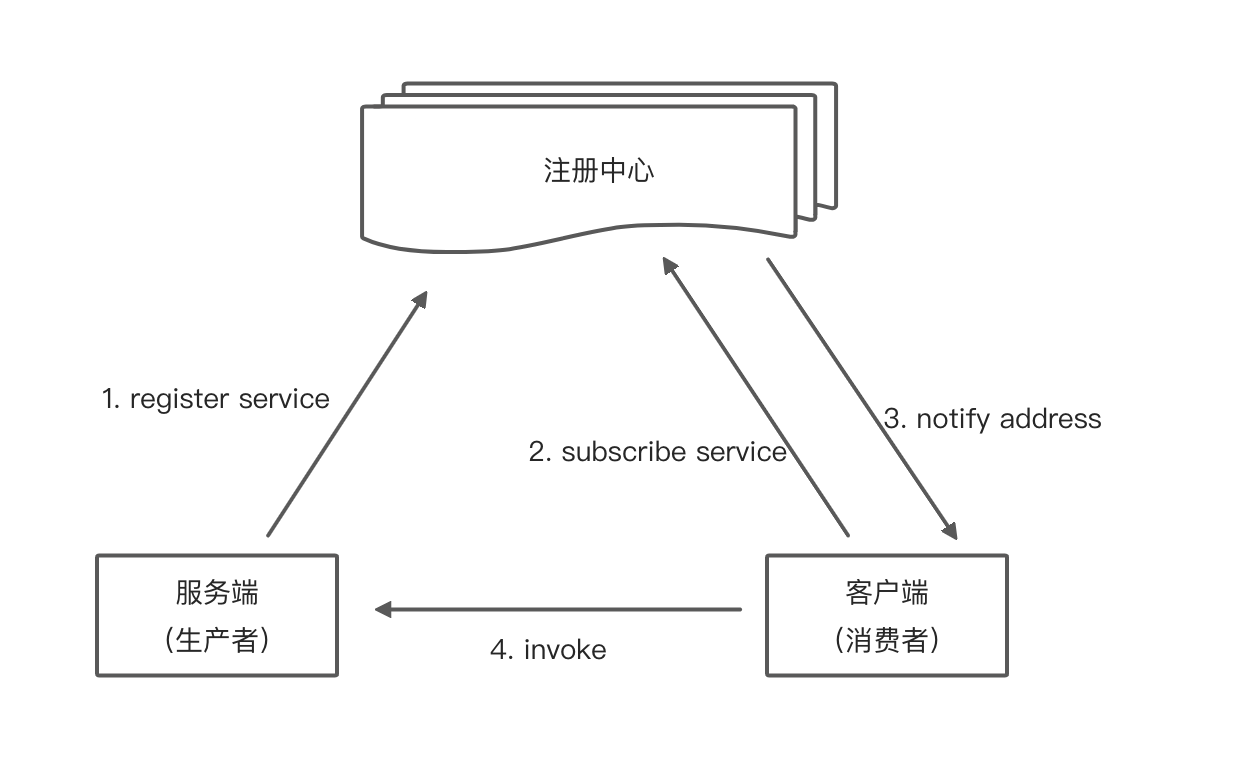 注册中心
1. register service
3. notify address
2. subscribe service
服务端
（生产者）
客户端
（消费者）
4. invoke